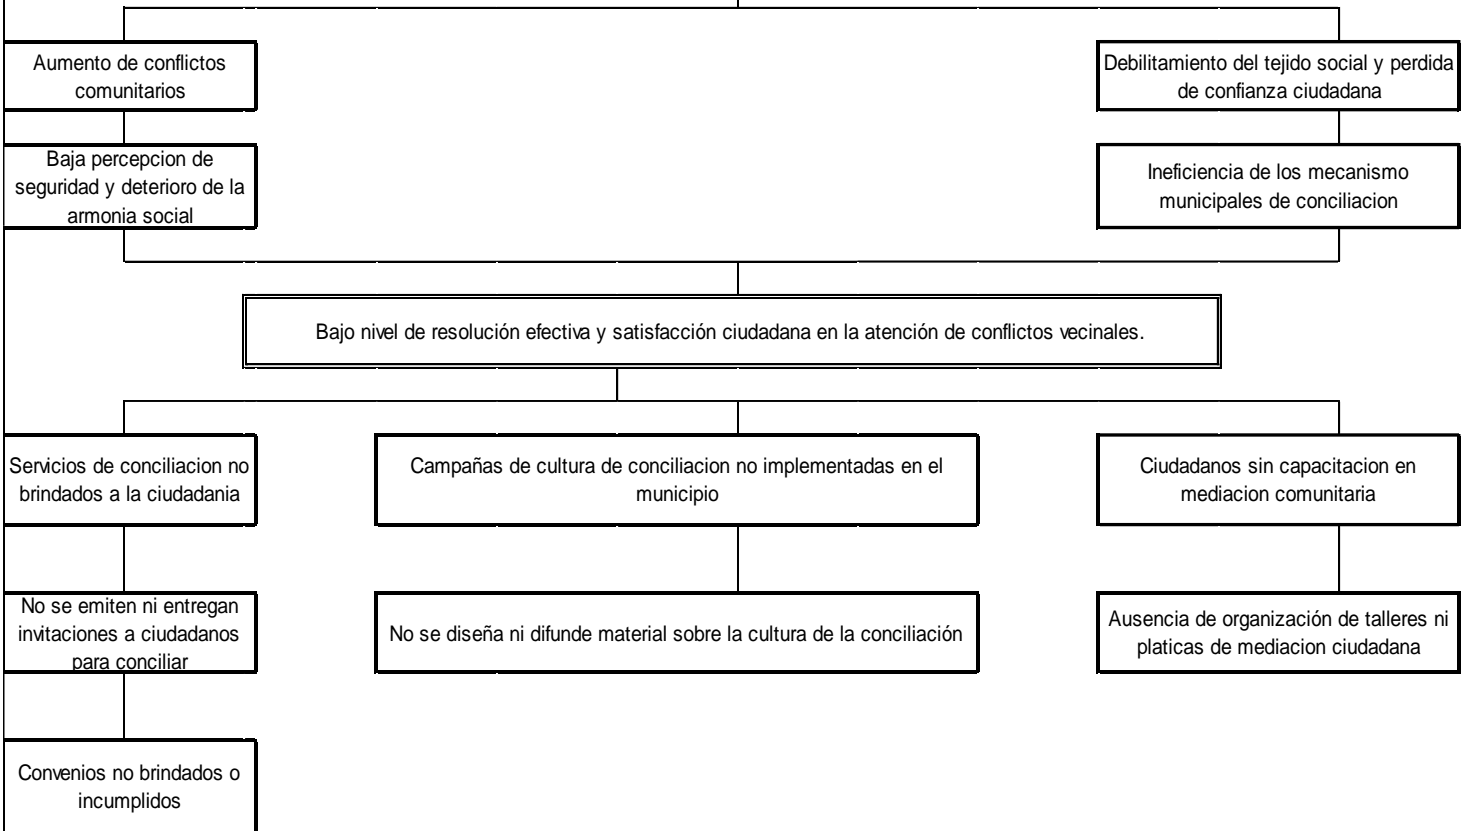 Aumento de conflictos
comunitarios
Debilitamiento del tejido social y perdida
de confianza ciudadana
Baja percepcion de
seguridad y deterioro de la
armonia social
Ineficiencia de los mecanismo
municipales de conciliacion
Bajo nivel de resolución efectiva y satisfacción ciudadana en la atención de conflictos vecinales.
Servicios de conciliacion no
brindados a la ciudadania
Campañas de cultura de conciliacion no implementadas en el
municipio
Ciudadanos sin capacitacion en
mediacion comunitaria
No se emiten ni entregan
invitaciones a ciudadanos
para conciliar
No se diseña ni difunde material sobre la cultura de la conciliación
Ausencia de organización de talleres ni
platicas de mediacion ciudadana
Convenios no brindados o
incumplidos